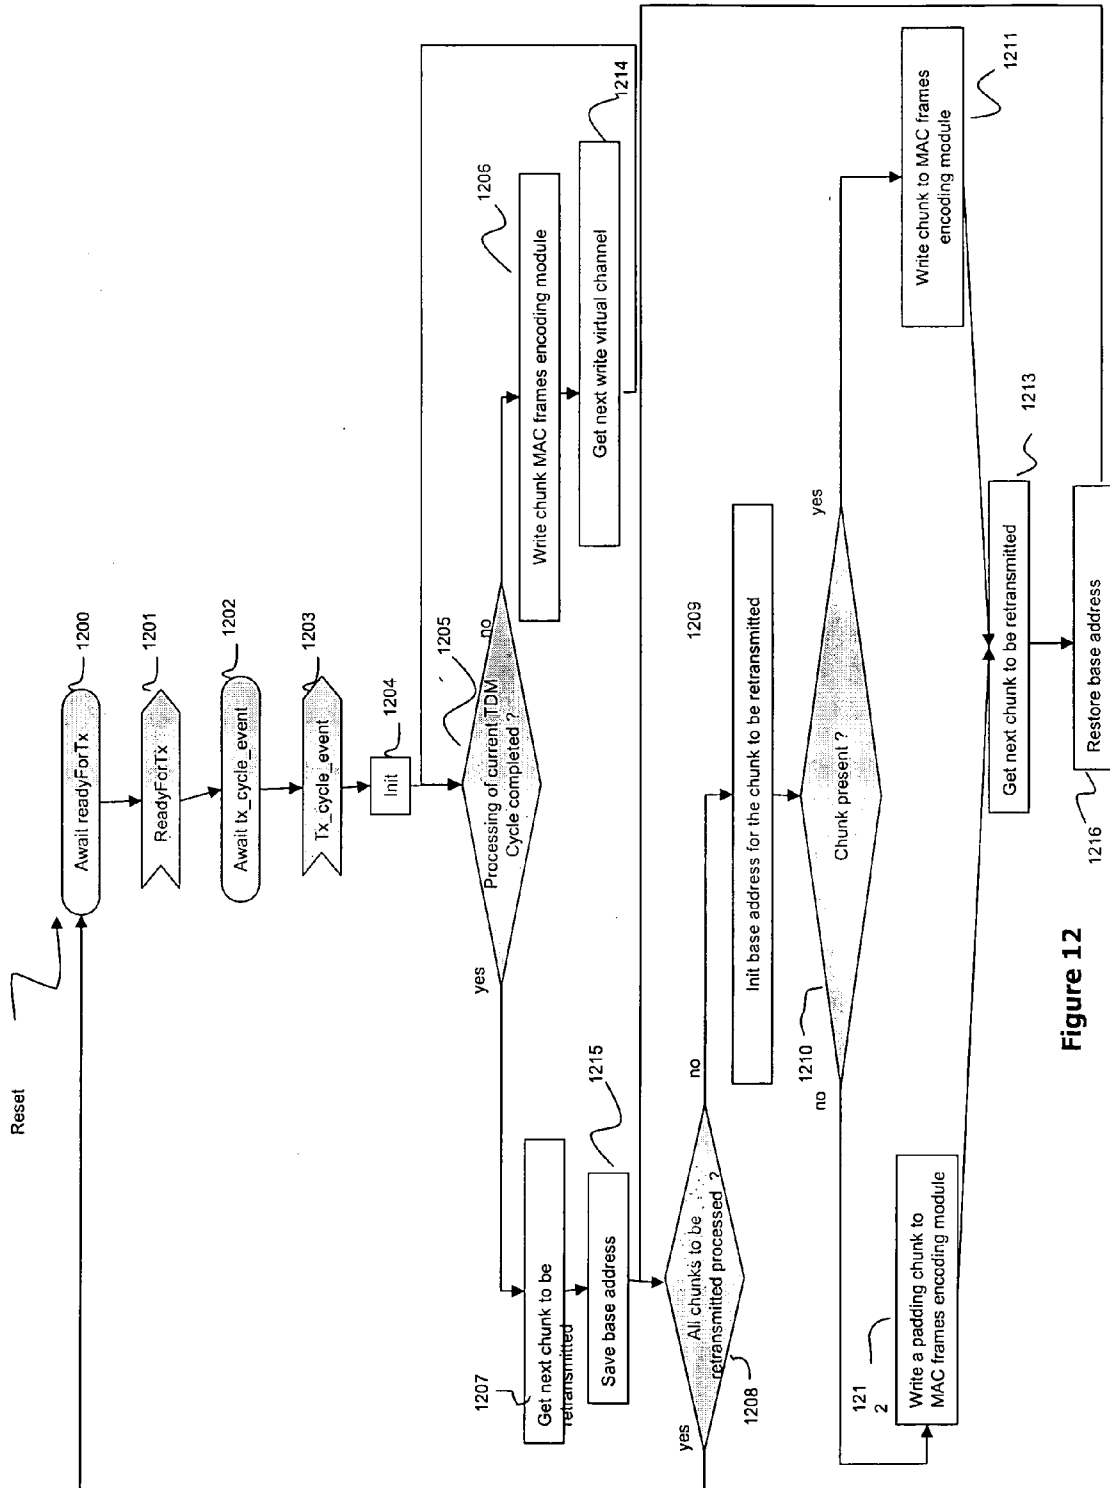 Reset
Await readyForTx
1200
ReadyForTx
1201
Await tx_cycle_event
1202
Tx_cycle_event
1203
Init
1204
Processing of current TDM
Cycle completed ?
1205
yes
no
Write chunk MAC frames encoding module
1206
Get next write virtual channel
1214
Get next chunk to be
retransmitted
1207
Save base address
1215
All chunks to be
retransmitted processed ?
1208
yes
no
Init base address for the chunk to be retransmitted
1209
Chunk present ?
1210
no
yes
Write a padding chunk to
MAC frames encoding module
121
2
Write chunk to MAC frames
encoding module
1211
Get next chunk to be retransmitted
1213
Restore base address
1216
Figure 12